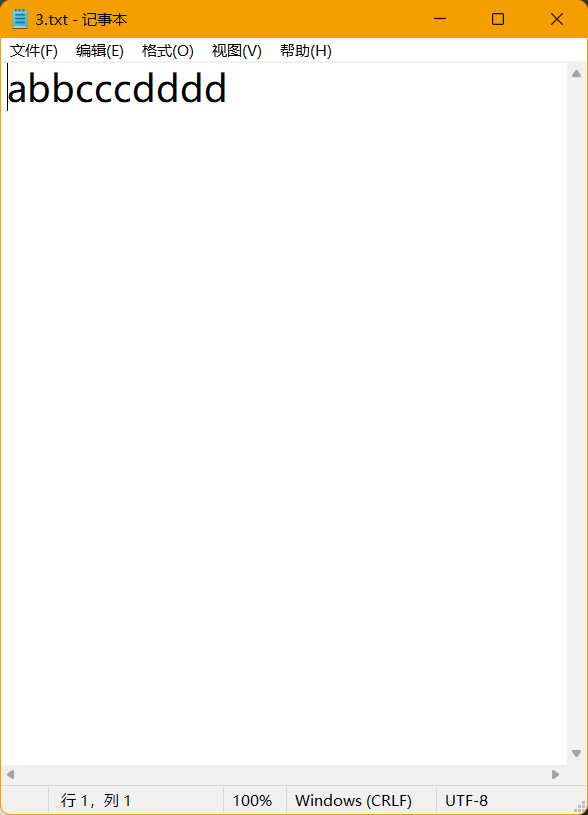 3.txt - 记事本
文件(F) 编辑(E) 格式(O) 视图(V) 帮助(H)
abbcccdddd
行 1，列 1 100% Windows (CRLF) UTF-8